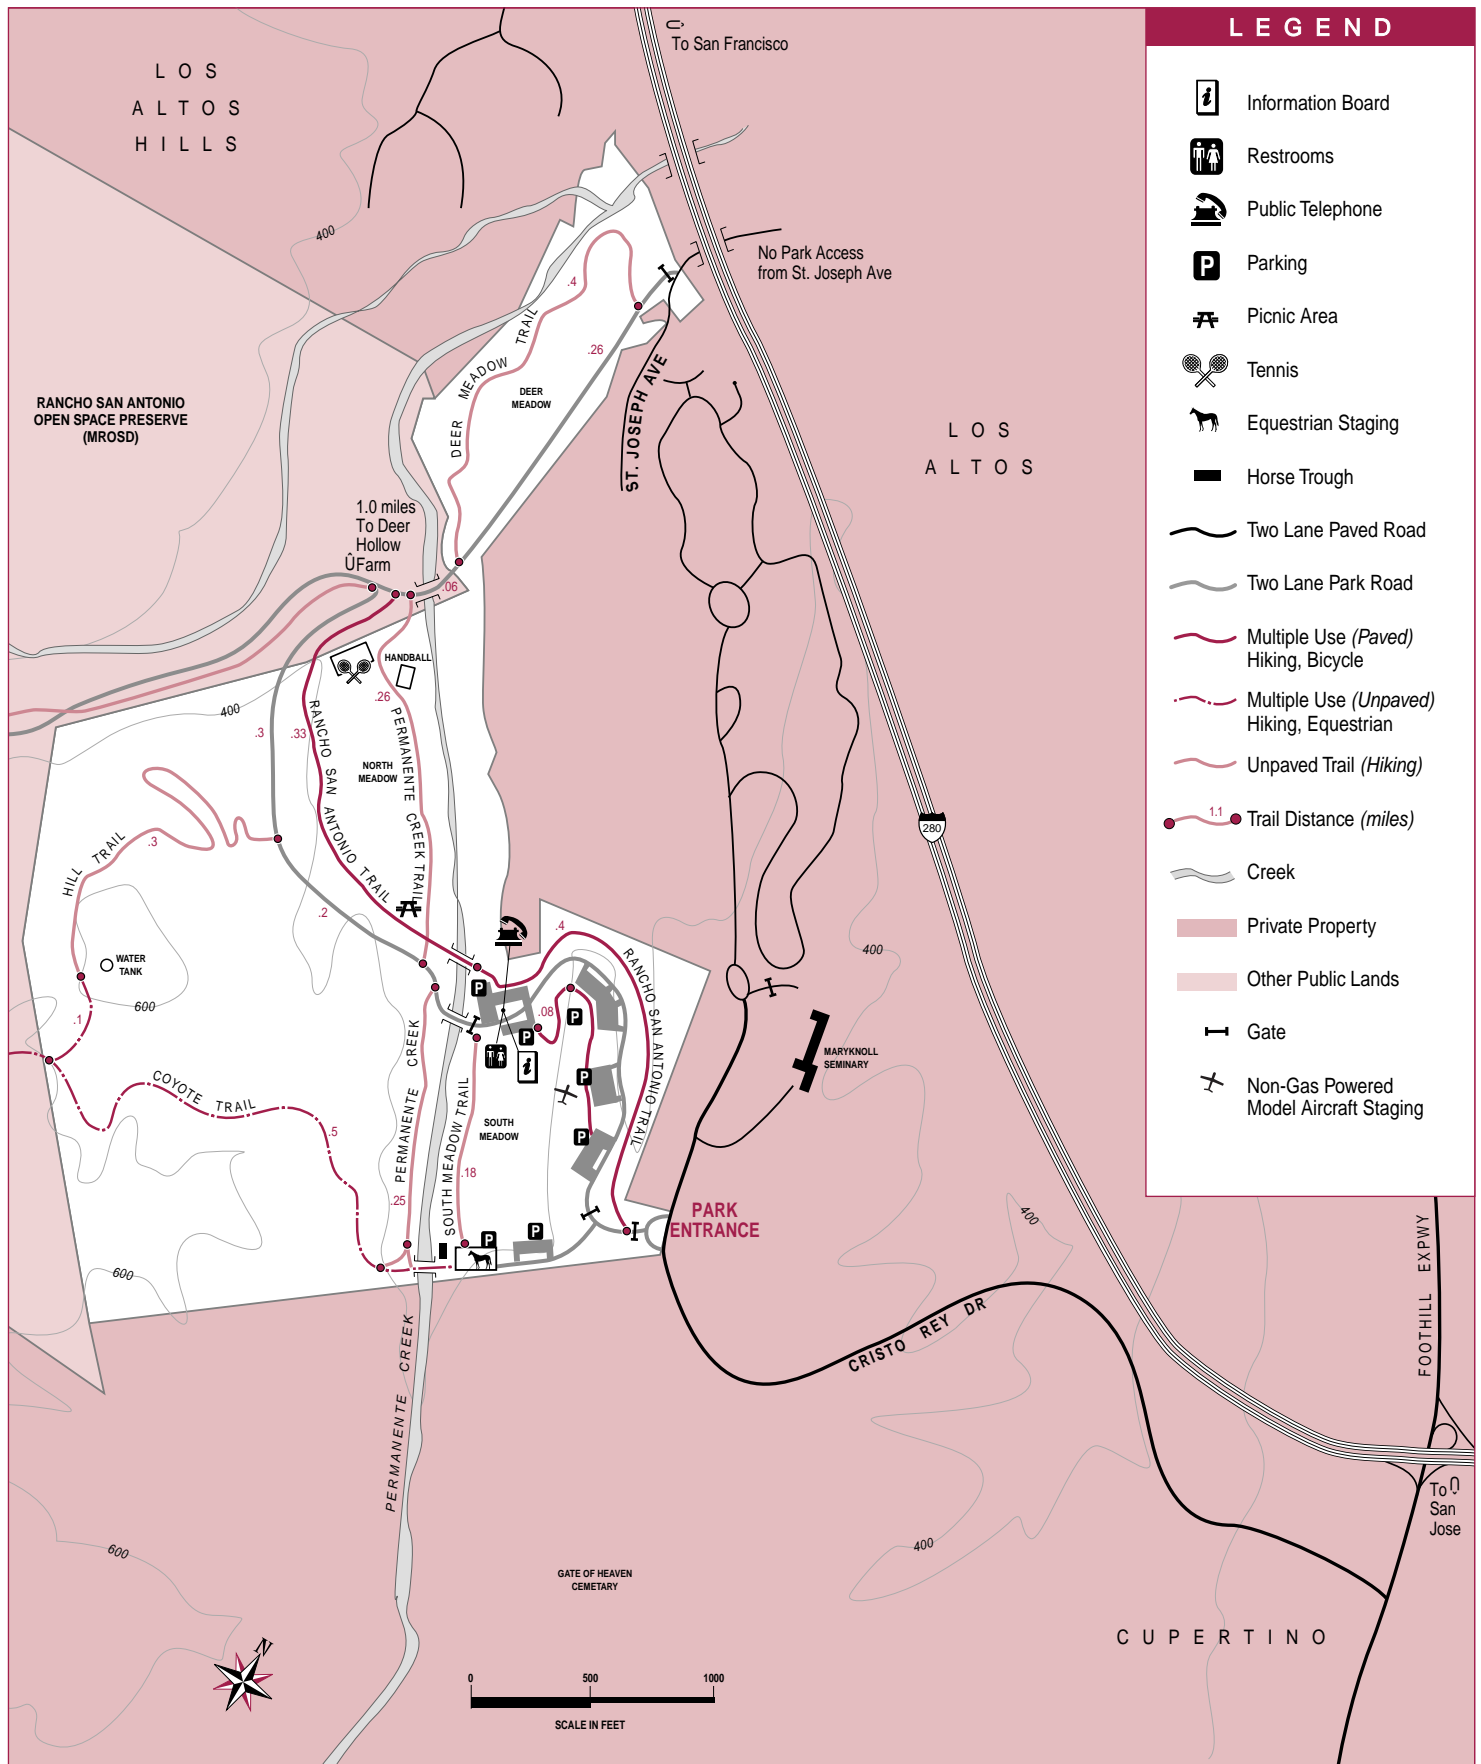 To San Francisco
LOS
ALTOS
HILLS
400
No Park Access
from St. Joseph Ave
.4
DEER MEADOW TRAIL
.26
DEER
MEADOW
ST. JOSEPH AVE
RANCHO SAN ANTONIO
OPEN SPACE PRESERVE
(MROSD)
LOS
ALTOS
1.0 miles
To Deer
Hollow
Farm
.06
HANDBALL
.26
400
.3
.33
RANCHO SAN ANTONIO TRAIL
PERMANENTE CREEK TRAIL
NORTH
MEADOW
HILL TRAIL
.3
280
.2
.4
RANCHO SAN ANTONIO TRAIL
400
WATER
TANK
600
P
.1
.08
P
P
i
PERMANENTE CREEK
MARYKNOLL
SEMINARY
COYOTE TRAIL
P
.5
SOUTH MEADOW TRAIL
SOUTH
MEADOW
P
.18
.25
PARK
ENTRANCE
P
P
400
600
FOOTHILL EXPWY
CRISTO REY DR
PERMANENTE CREEK
To
San
Jose
600
400
GATE OF HEAVEN
CEMETARY
CUPERTINO
N
0 500 1000
SCALE IN FEET
LEGEND
i Information Board
Restrooms
Public Telephone
P Parking
Picnic Area
Tennis
Equestrian Staging
Horse Trough
Two Lane Paved Road
Two Lane Park Road
Multiple Use (Paved)
Hiking, Bicycle
Multiple Use (Unpaved)
Hiking, Equestrian
Unpaved Trail (Hiking)
1.1 Trail Distance (miles)
Creek
Private Property
Other Public Lands
Gate
Non-Gas Powered
Model Aircraft Staging